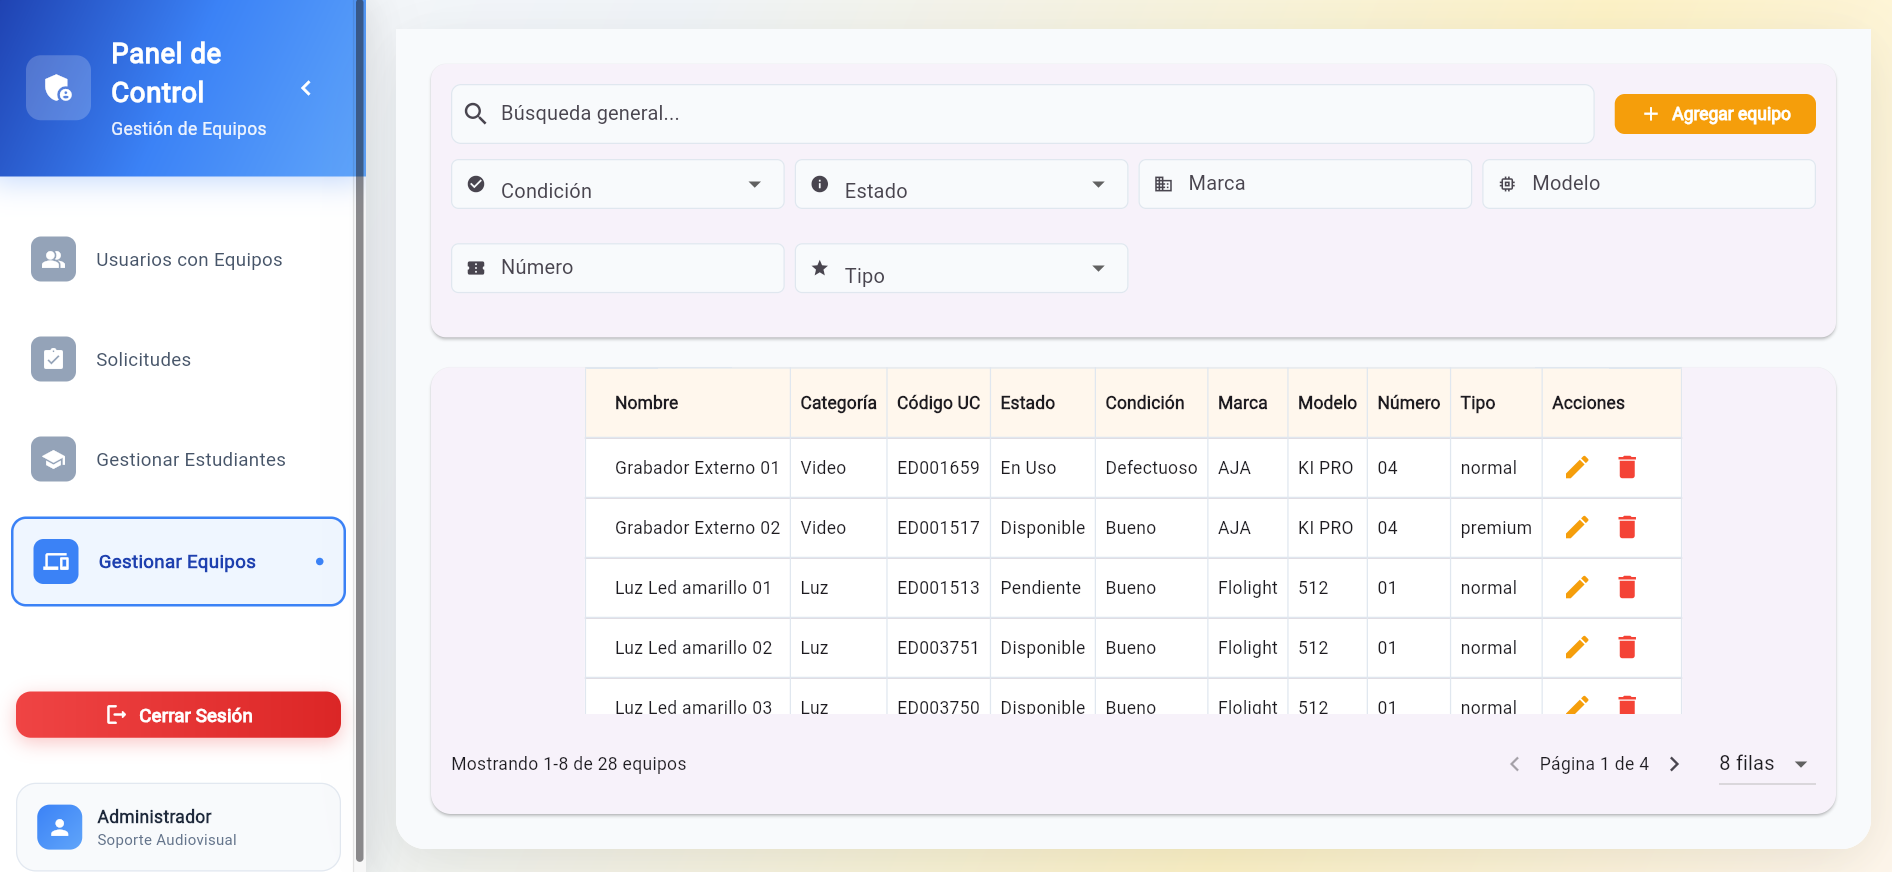 Panel de
Control
Gestión de Equipos
Usuarios con Equipos
Solicitudes
Gestionar Estudiantes
Gestionar Equipos
Cerrar Sesión
Administrador
Soporte Audiovisual
Búsqueda general...
Agregar equipo
Condición Estado Marca Modelo
Número Tipo
Nombre Categoría Código UC Estado Condición Marca Modelo Número Tipo Acciones
Grabador Externo 01 Video ED001659 En Uso Defectuoso AJA KI PRO 04 normal
Grabador Externo 02 Video ED001517 Disponible Bueno AJA KI PRO 04 premium
Luz Led amarillo 01 Luz ED001513 Pendiente Bueno Flolight 512 01 normal
Luz Led amarillo 02 Luz ED003751 Disponible Bueno Flolight 512 01 normal
Luz Led amarillo 03 Luz ED003750 Disponible Bueno Flolight 512 01 normal
Mostrando 1-8 de 28 equipos Página 1 de 4 8 filas